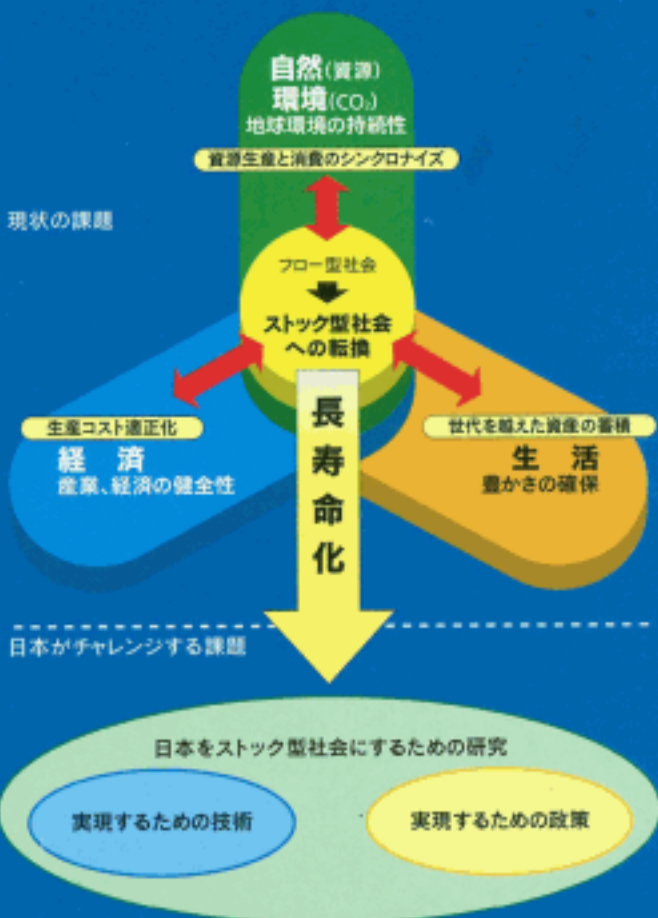 自然(資源)
環境(CO₂)
地球環境の持続性
資源生産と消費のシンクロナイズ
現状の課題
フロー型社会
ストック型社会
への転換
生産コスト適正化
経 済
産業、経済の健全性
世代を越えた資産の蓄積
生 活
豊かさの確保
長
寿
命
化
日本がチャレンジする課題
日本をストック型社会にするための研究
実現するための技術
実現するための政策